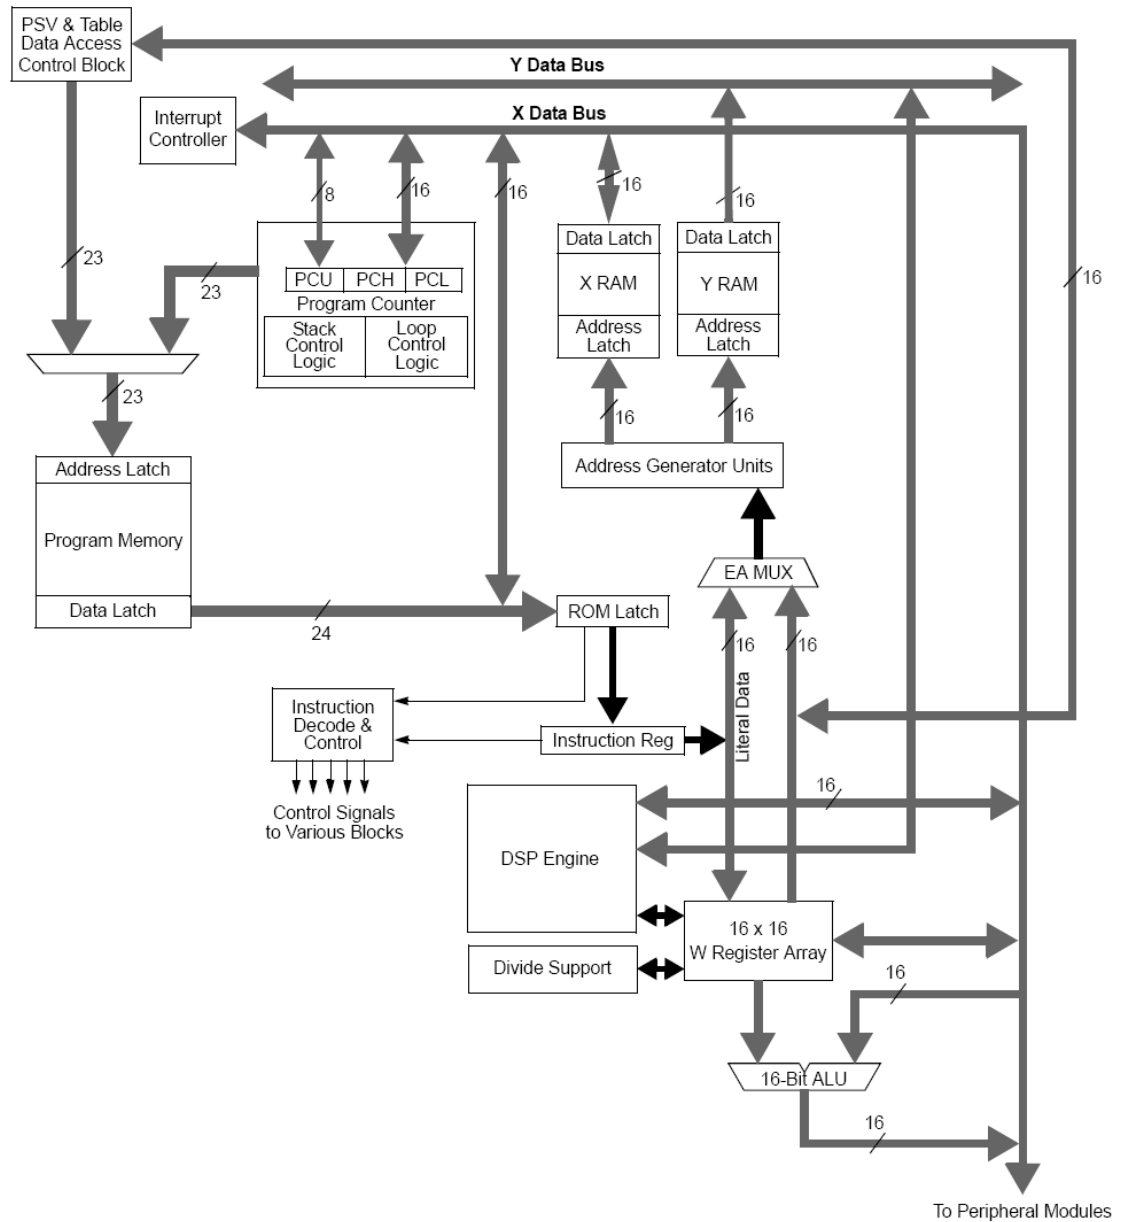 PSV & Table
Data Access
Control Block
Y Data Bus
X Data Bus
Interrupt
Controller
8
16
16
16
16
23
23
16
PCU
PCH
PCL
Program Counter
Stack
Control
Logic
Loop
Control
Logic
Data Latch
X RAM
Address
Latch
Data Latch
Y RAM
Address
Latch
23
16
16
Address Generator Units
Address Latch
Program Memory
Data Latch
24
EA MUX
ROM Latch
16
16
Literal Data
Instruction
Decode &
Control
Instruction Reg
Control Signals
to Various Blocks
16
DSP Engine
16 x 16
W Register Array
Divide Support
16
16-Bit ALU
16
To Peripheral Modules